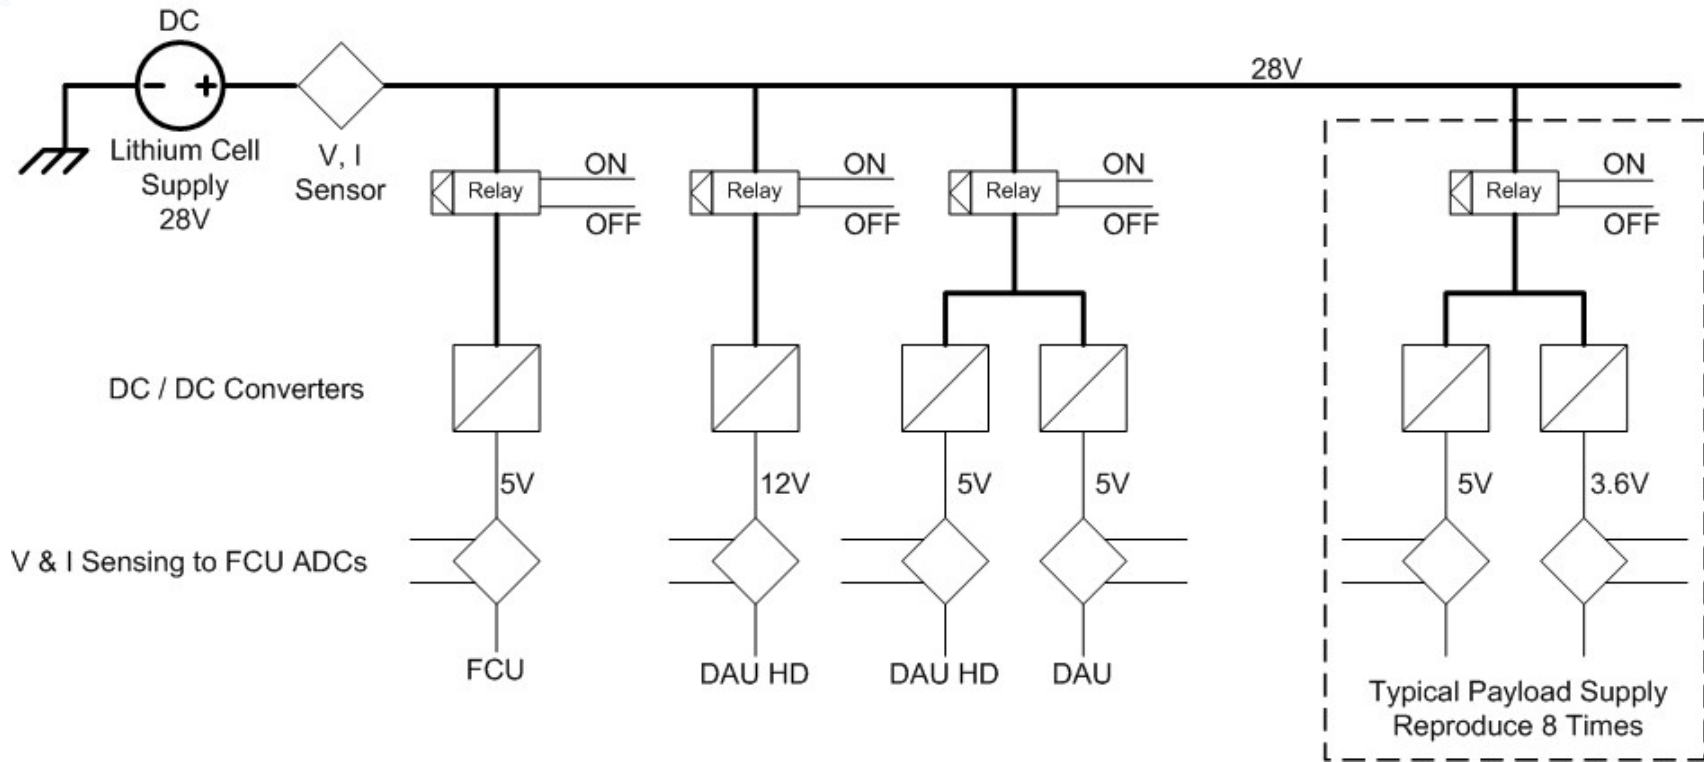 DC
28V
Lithium Cell
Supply
28V
V, I
Sensor
Relay
ON
OFF
Relay
ON
OFF
Relay
ON
OFF
Relay
ON
OFF
DC / DC Converters
5V
12V
5V
5V
5V
3.6V
V & I Sensing to FCU ADCs
FCU
DAU HD
DAU HD
DAU
Typical Payload Supply
Reproduce 8 Times